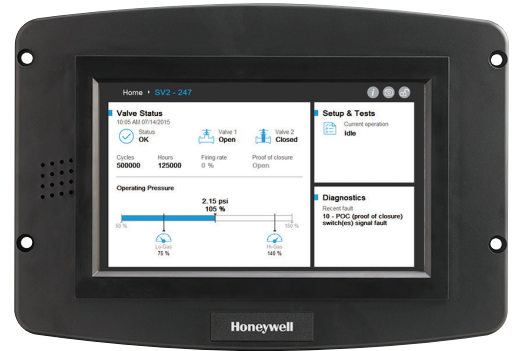 Home › SV2 - 247
i
Valve Status
10:05 AM 07/14/2015
Status
OK
Valve 1
Open
Valve 2
Closed
Cycles
500000
Hours
125000
Firing rate
0 %
Proof of closure
Open
Operating Pressure
2.15 psi
105 %
50 %
150 %
Lo-Gas
75 %
Hi-Gas
140 %
Setup & Tests
Current operation
Idle
Diagnostics
Recent fault
10 - POC (proof of closure)
switch(es) signal fault
Honeywell